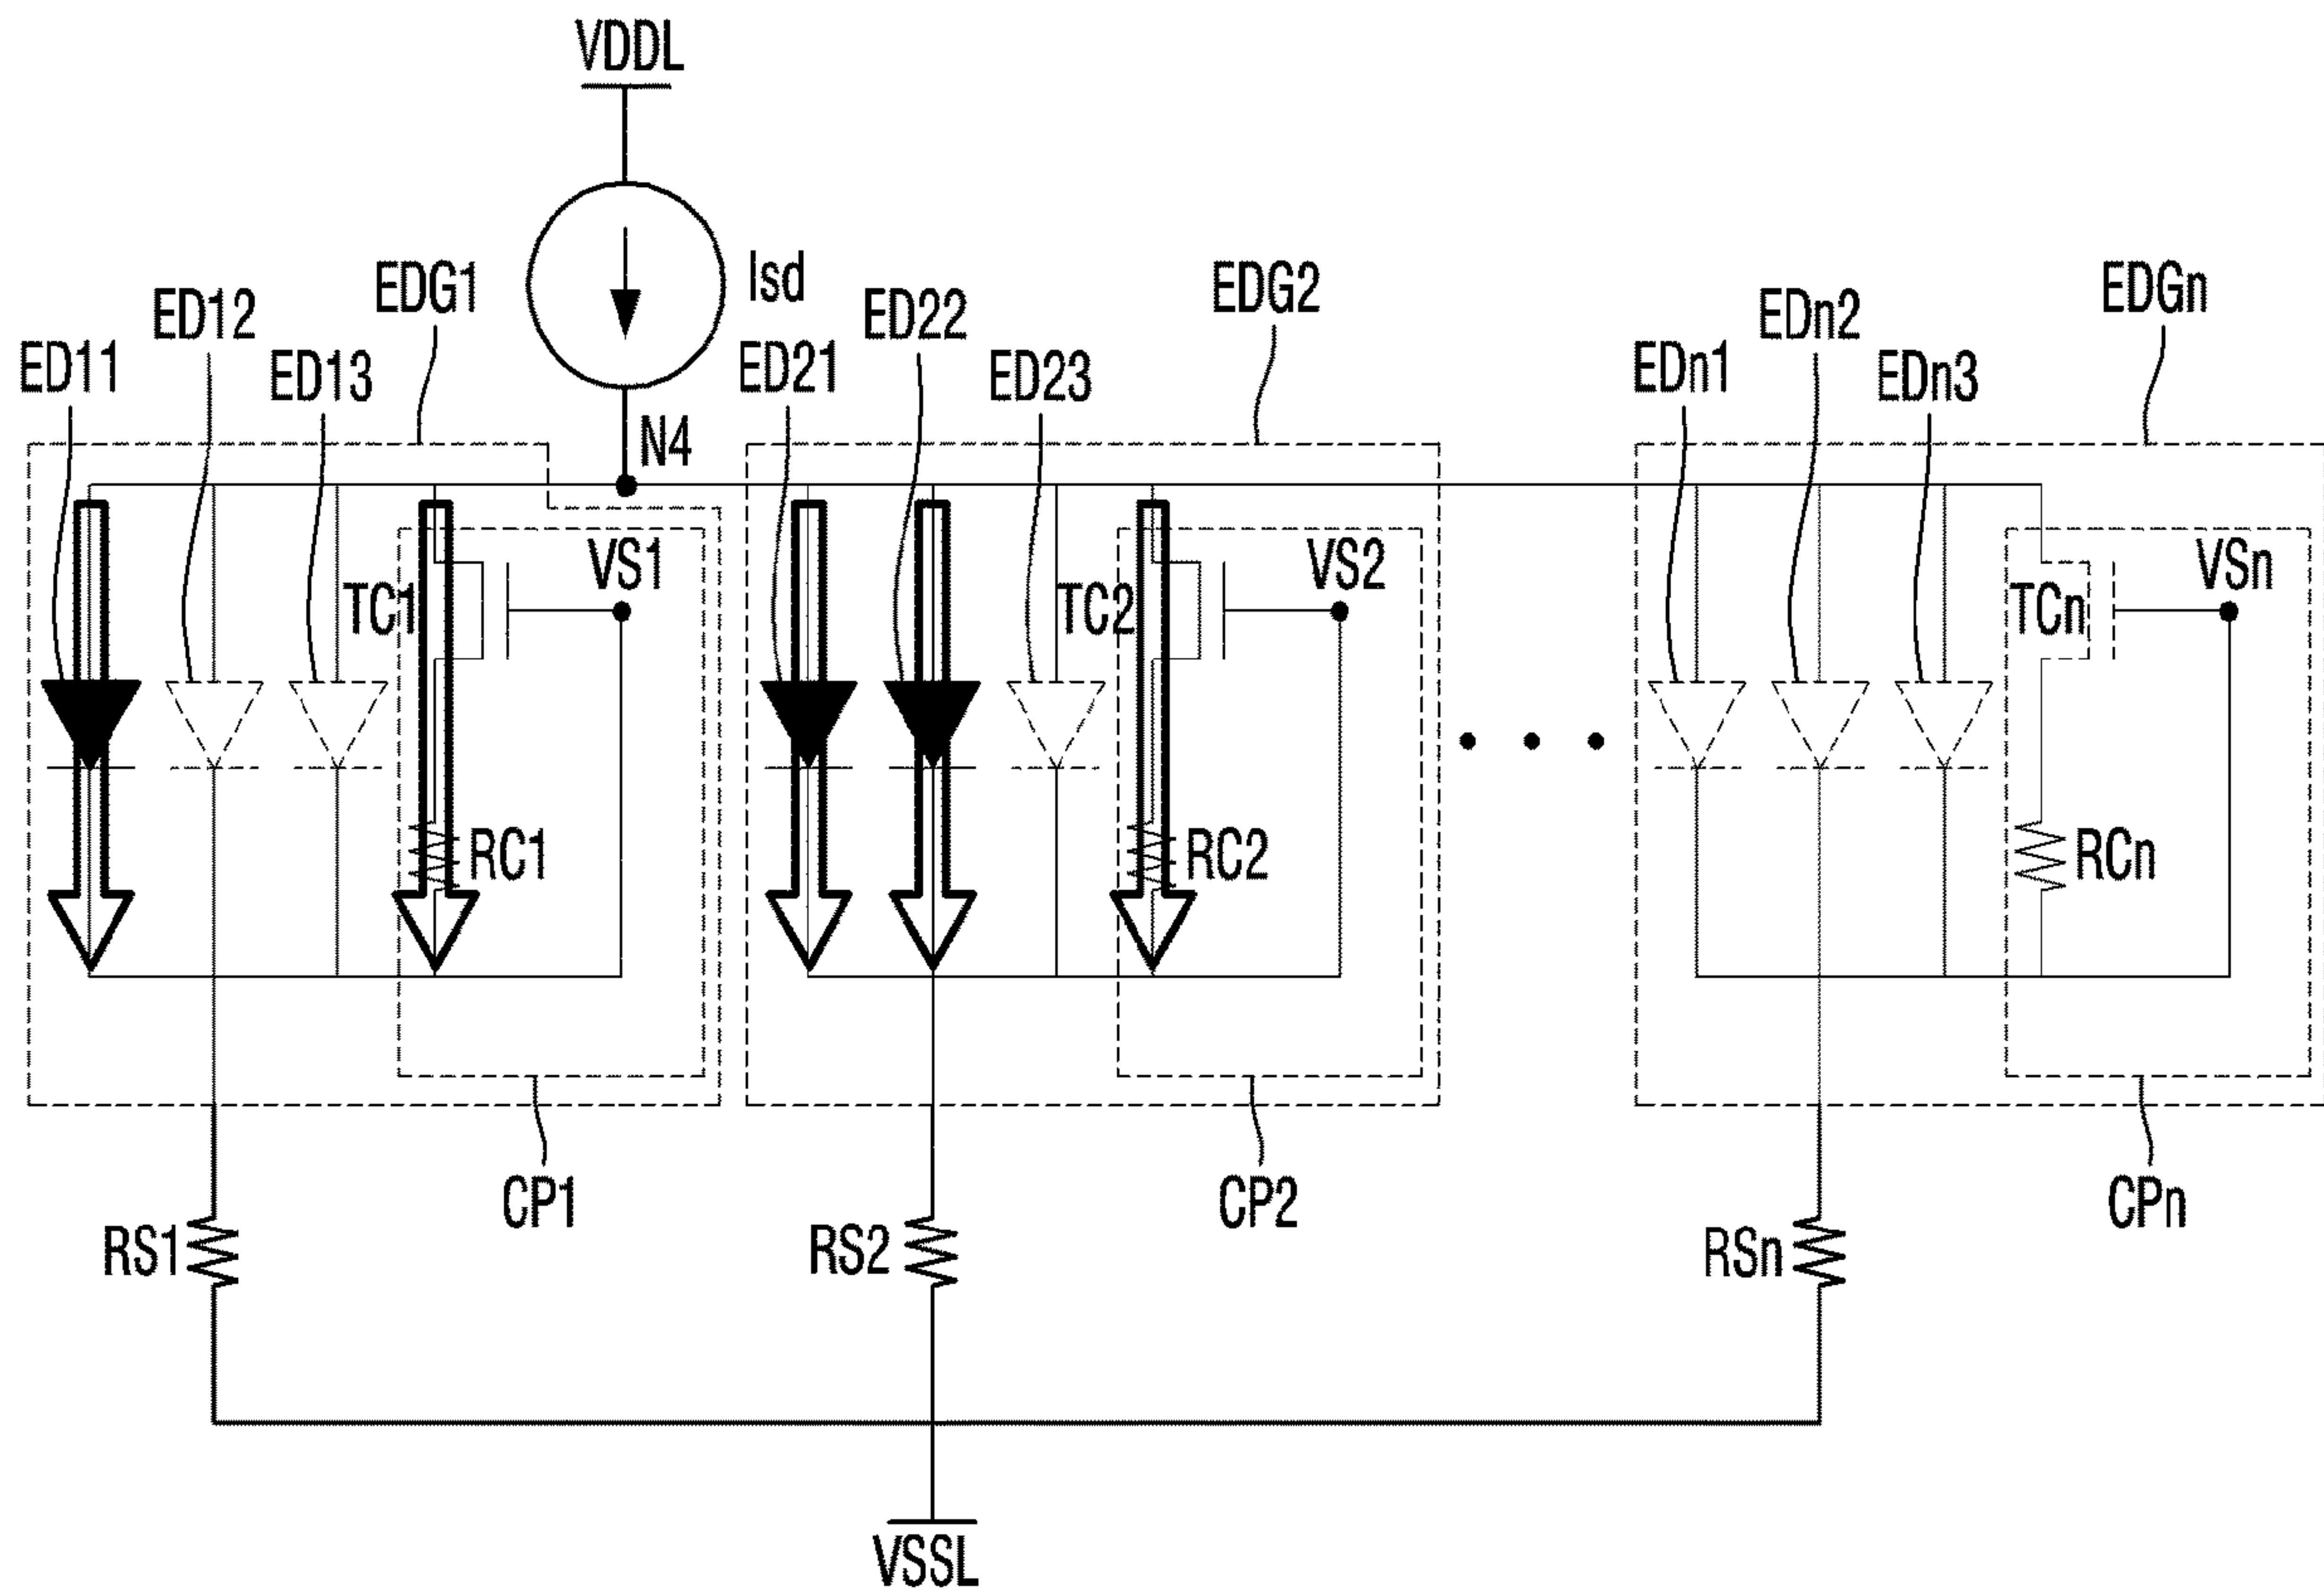 VDDL
Isd
EDG1
EDG2
EDGn
ED12
ED22
EDn2
ED11
ED13
ED21
ED23
EDn1
EDn3
N4
VS1
VS2
VSn
TC1
TC2
TCn
RC1
RC2
RCn
CP1
CP2
CPn
RS1
RS2
RSn
VSSL